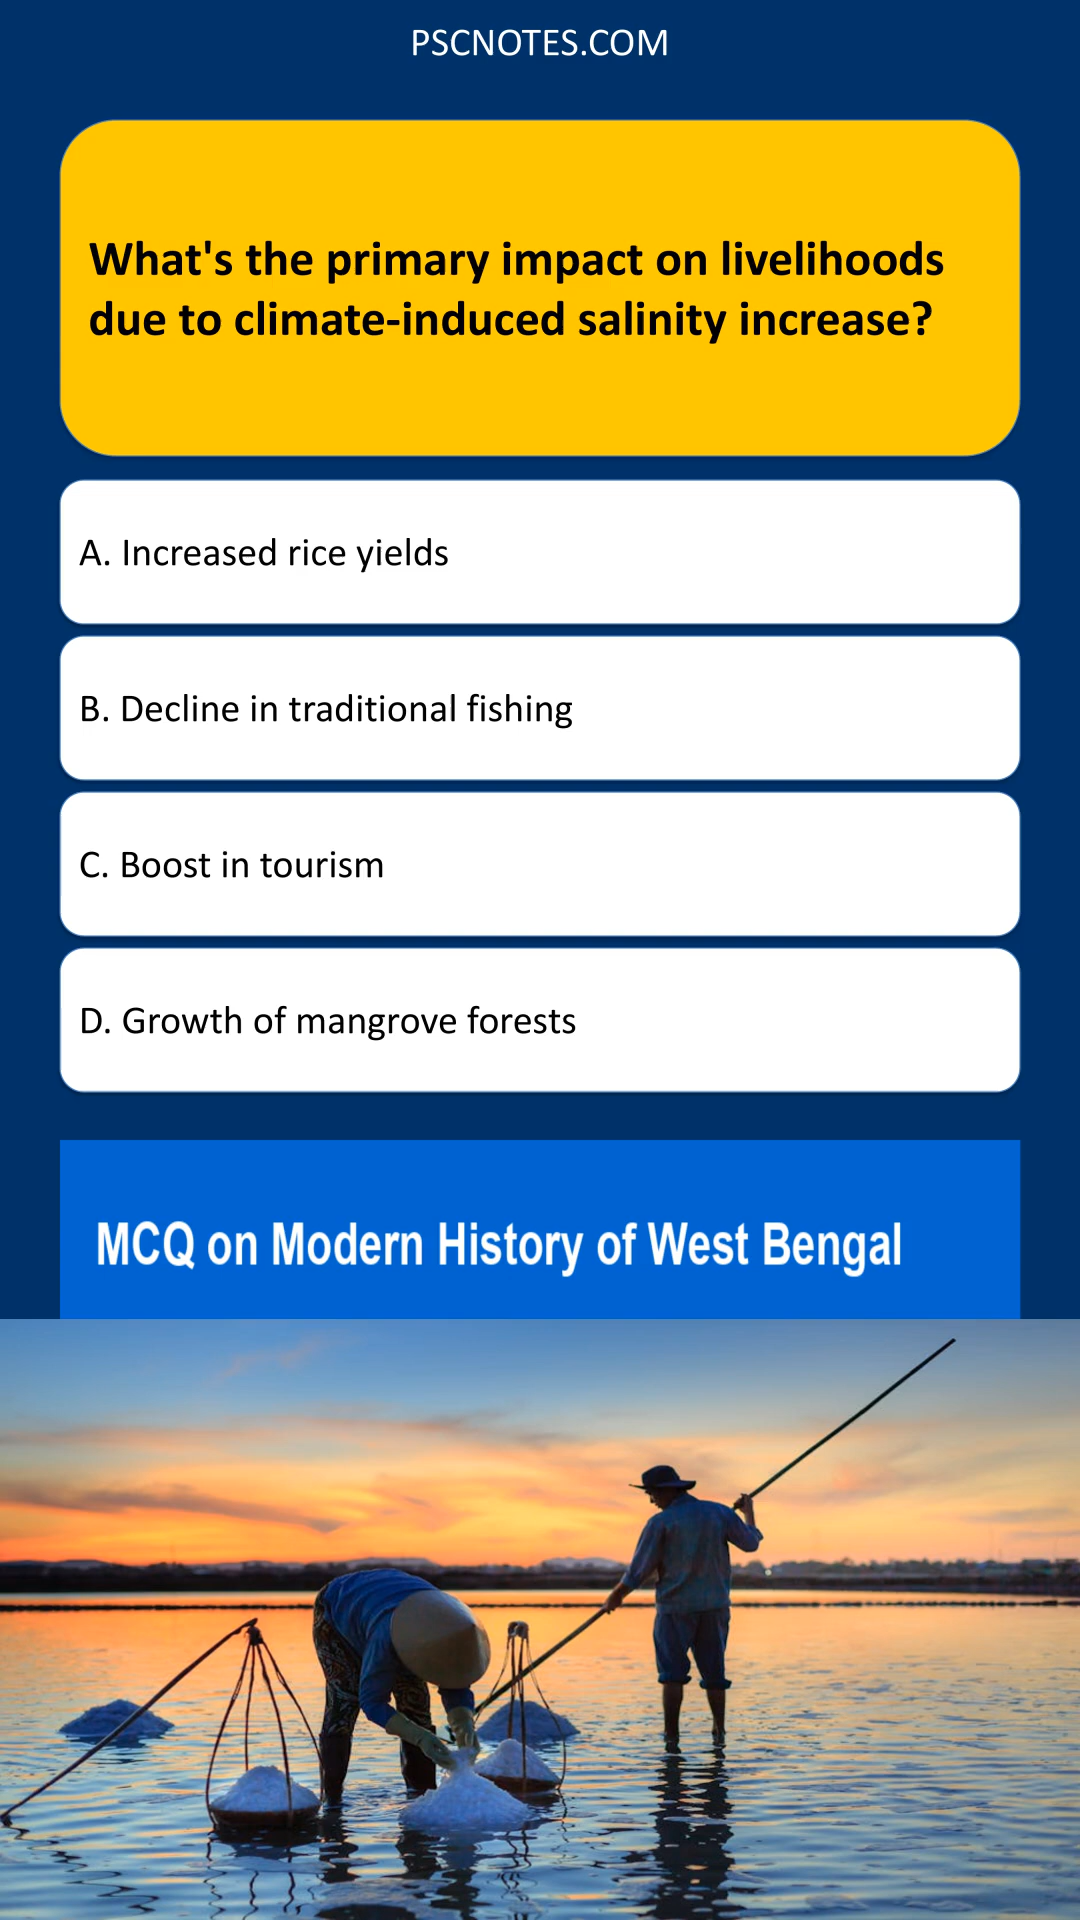 PSCNOTES.COM
What's the primary impact on livelihoods
due to climate-induced salinity increase?
A. Increased rice yields
B. Decline in traditional fishing
C. Boost in tourism
D. Growth of mangrove forests
MCQ on Modern History of West Bengal